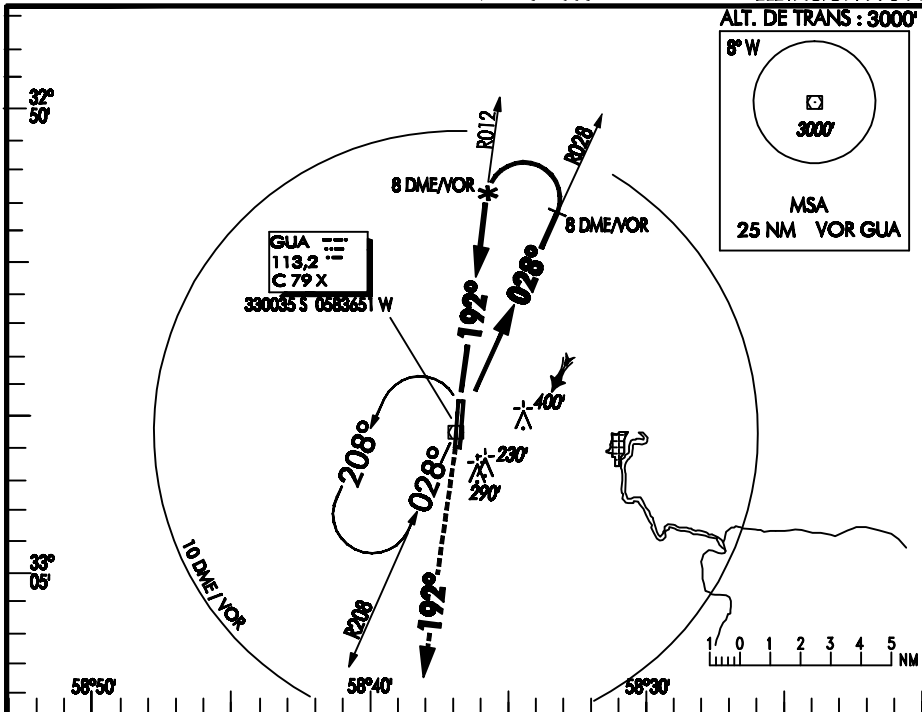 ALT. DE TRANS : 3000'
8° W
3000'
MSA
25 NM VOR GUA
32°
50'
R012
R028
8 DME/VOR
8 DME/VOR
GUA
113,2
C 79 X
330035 S 0583651 W
192°
028°
400'
208°
028°
230'
290'
10 DME / VOR
33°
05'
R208
192°
1 0 1 2 3 4 5 NM
58°50'
58°40'
58°30'